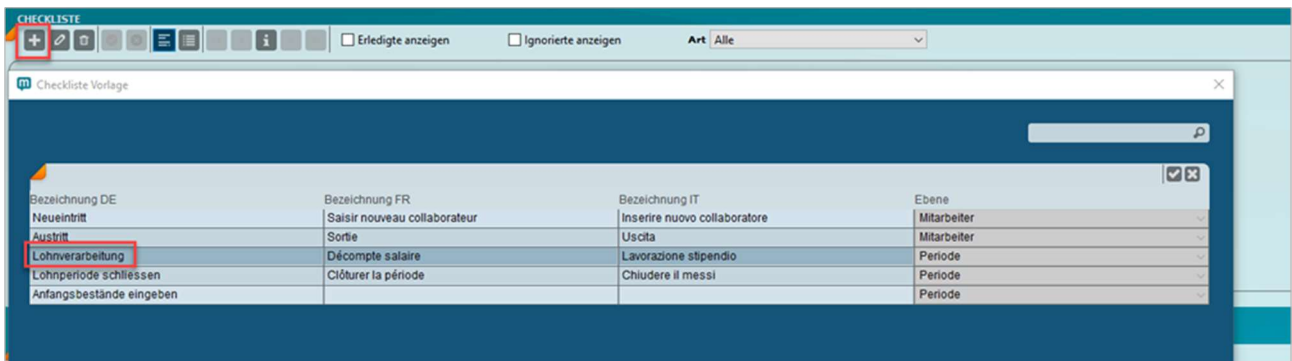 CHECKLISTE
Erledigte anzeigen Ignorierte anzeigen Art Alle
Checkliste Vorlage
Bezeichnung DE Bezeichnung FR Bezeichnung IT Ebene
Neueintritt Saisir nouveau collaborateur Inserire nuovo collaboratore Mitarbeiter
Austritt Sortie Uscita Mitarbeiter
Lohnverarbeitung Décompte salaire Lavorazione stipendio Periode
Lohnperiode schliessen Clôturer la période Chiudere il messi Periode
Anfangsbestände eingeben Periode